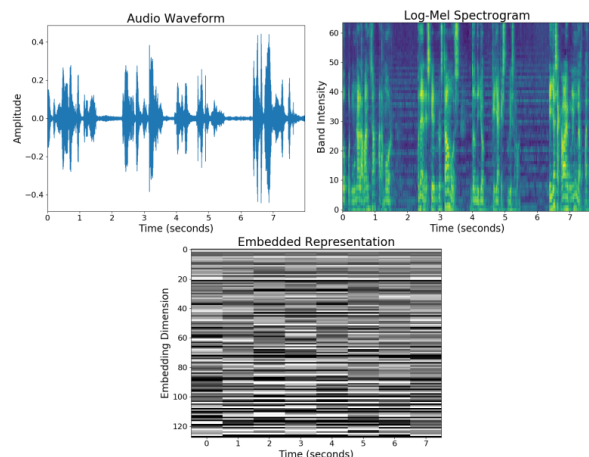 Audio Waveform
0.4
0.2
0.0
−0.2
−0.4
Amplitude
0 1 2 3 4 5 6 7
Time (seconds)
Log-Mel Spectrogram
60
50
40
30
20
10
0
Band Intensity
0 1 2 3 4 5 6 7
Time (seconds)
Embedded Representation
0
20
40
60
80
100
120
Embedding Dimension
0 1 2 3 4 5 6 7
Time (seconds)